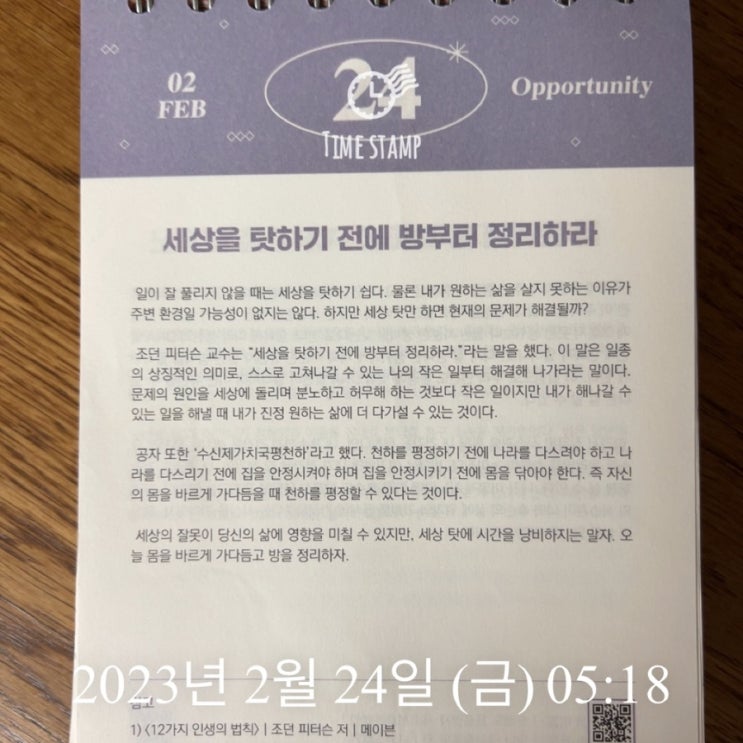 02
FEB
24
Opportunity
TIME STAMP
세상을 탓하기 전에 방부터 정리하라
일이 잘 풀리지 않을 때는 세상을 탓하기 쉽다. 물론 내가 원하는 삶을 살지 못하는 이유가
주변 환경일 가능성이 없지는 않다. 하지만 세상 탓만 하면 현재의 문제가 해결될까?
조던 피터슨 교수는 “세상을 탓하기 전에 방부터 정리하라.”라는 말을 했다. 이 말은 일종
의 상징적인 의미로, 스스로 고쳐나갈 수 있는 나의 작은 일부터 해결해 나가라는 말이다.
문제의 원인을 세상에 돌리며 분노하고 허무해 하는 것보다 작은 일이지만 내가 해나갈 수
있는 일을 해낼 때 내가 진정 원하는 삶에 더 다가설 수 있는 것이다.
공자 또한 ‘수신제가치국평천하’라고 했다. 천하를 평정하기 전에 나라를 다스려야 하고 나
라를 다스리기 전에 집을 안정시켜야 하며 집을 안정시키기 전에 몸을 닦아야 한다. 즉 자신
의 몸을 바르게 가다듬을 때 천하를 평정할 수 있다는 것이다.
세상의 잘못이 당신의 삶에 영향을 미칠 수 있지만, 세상 탓에 시간을 낭비하지는 말자. 오
늘 몸을 바르게 가다듬고 방을 정리하자.
2023년 2월 24일 (금) 05:18
참고
1) 〈12가지 인생의 법칙〉 | 조던 피터슨 저 | 메이븐